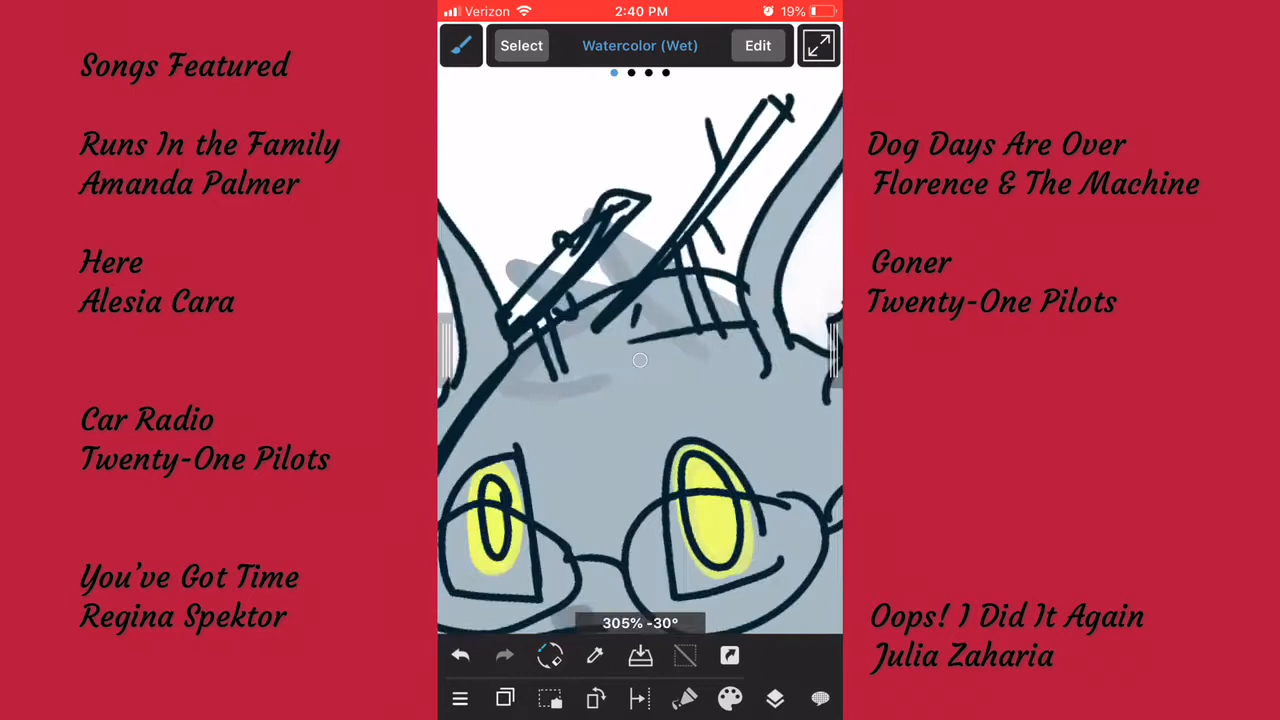 Songs Featured
Runs In the Family
Amanda Palmer
Here
Alesia Cara
Car Radio
Twenty-One Pilots
You've Got Time
Regina Spektor
Verizon
2:40 PM
19%
Select
Watercolor (Wet)
Edit
305% -30°
Dog Days Are Over
Florence & The Machine
Goner
Twenty-One Pilots
Oops! I Did It Again
Julia Zaharia